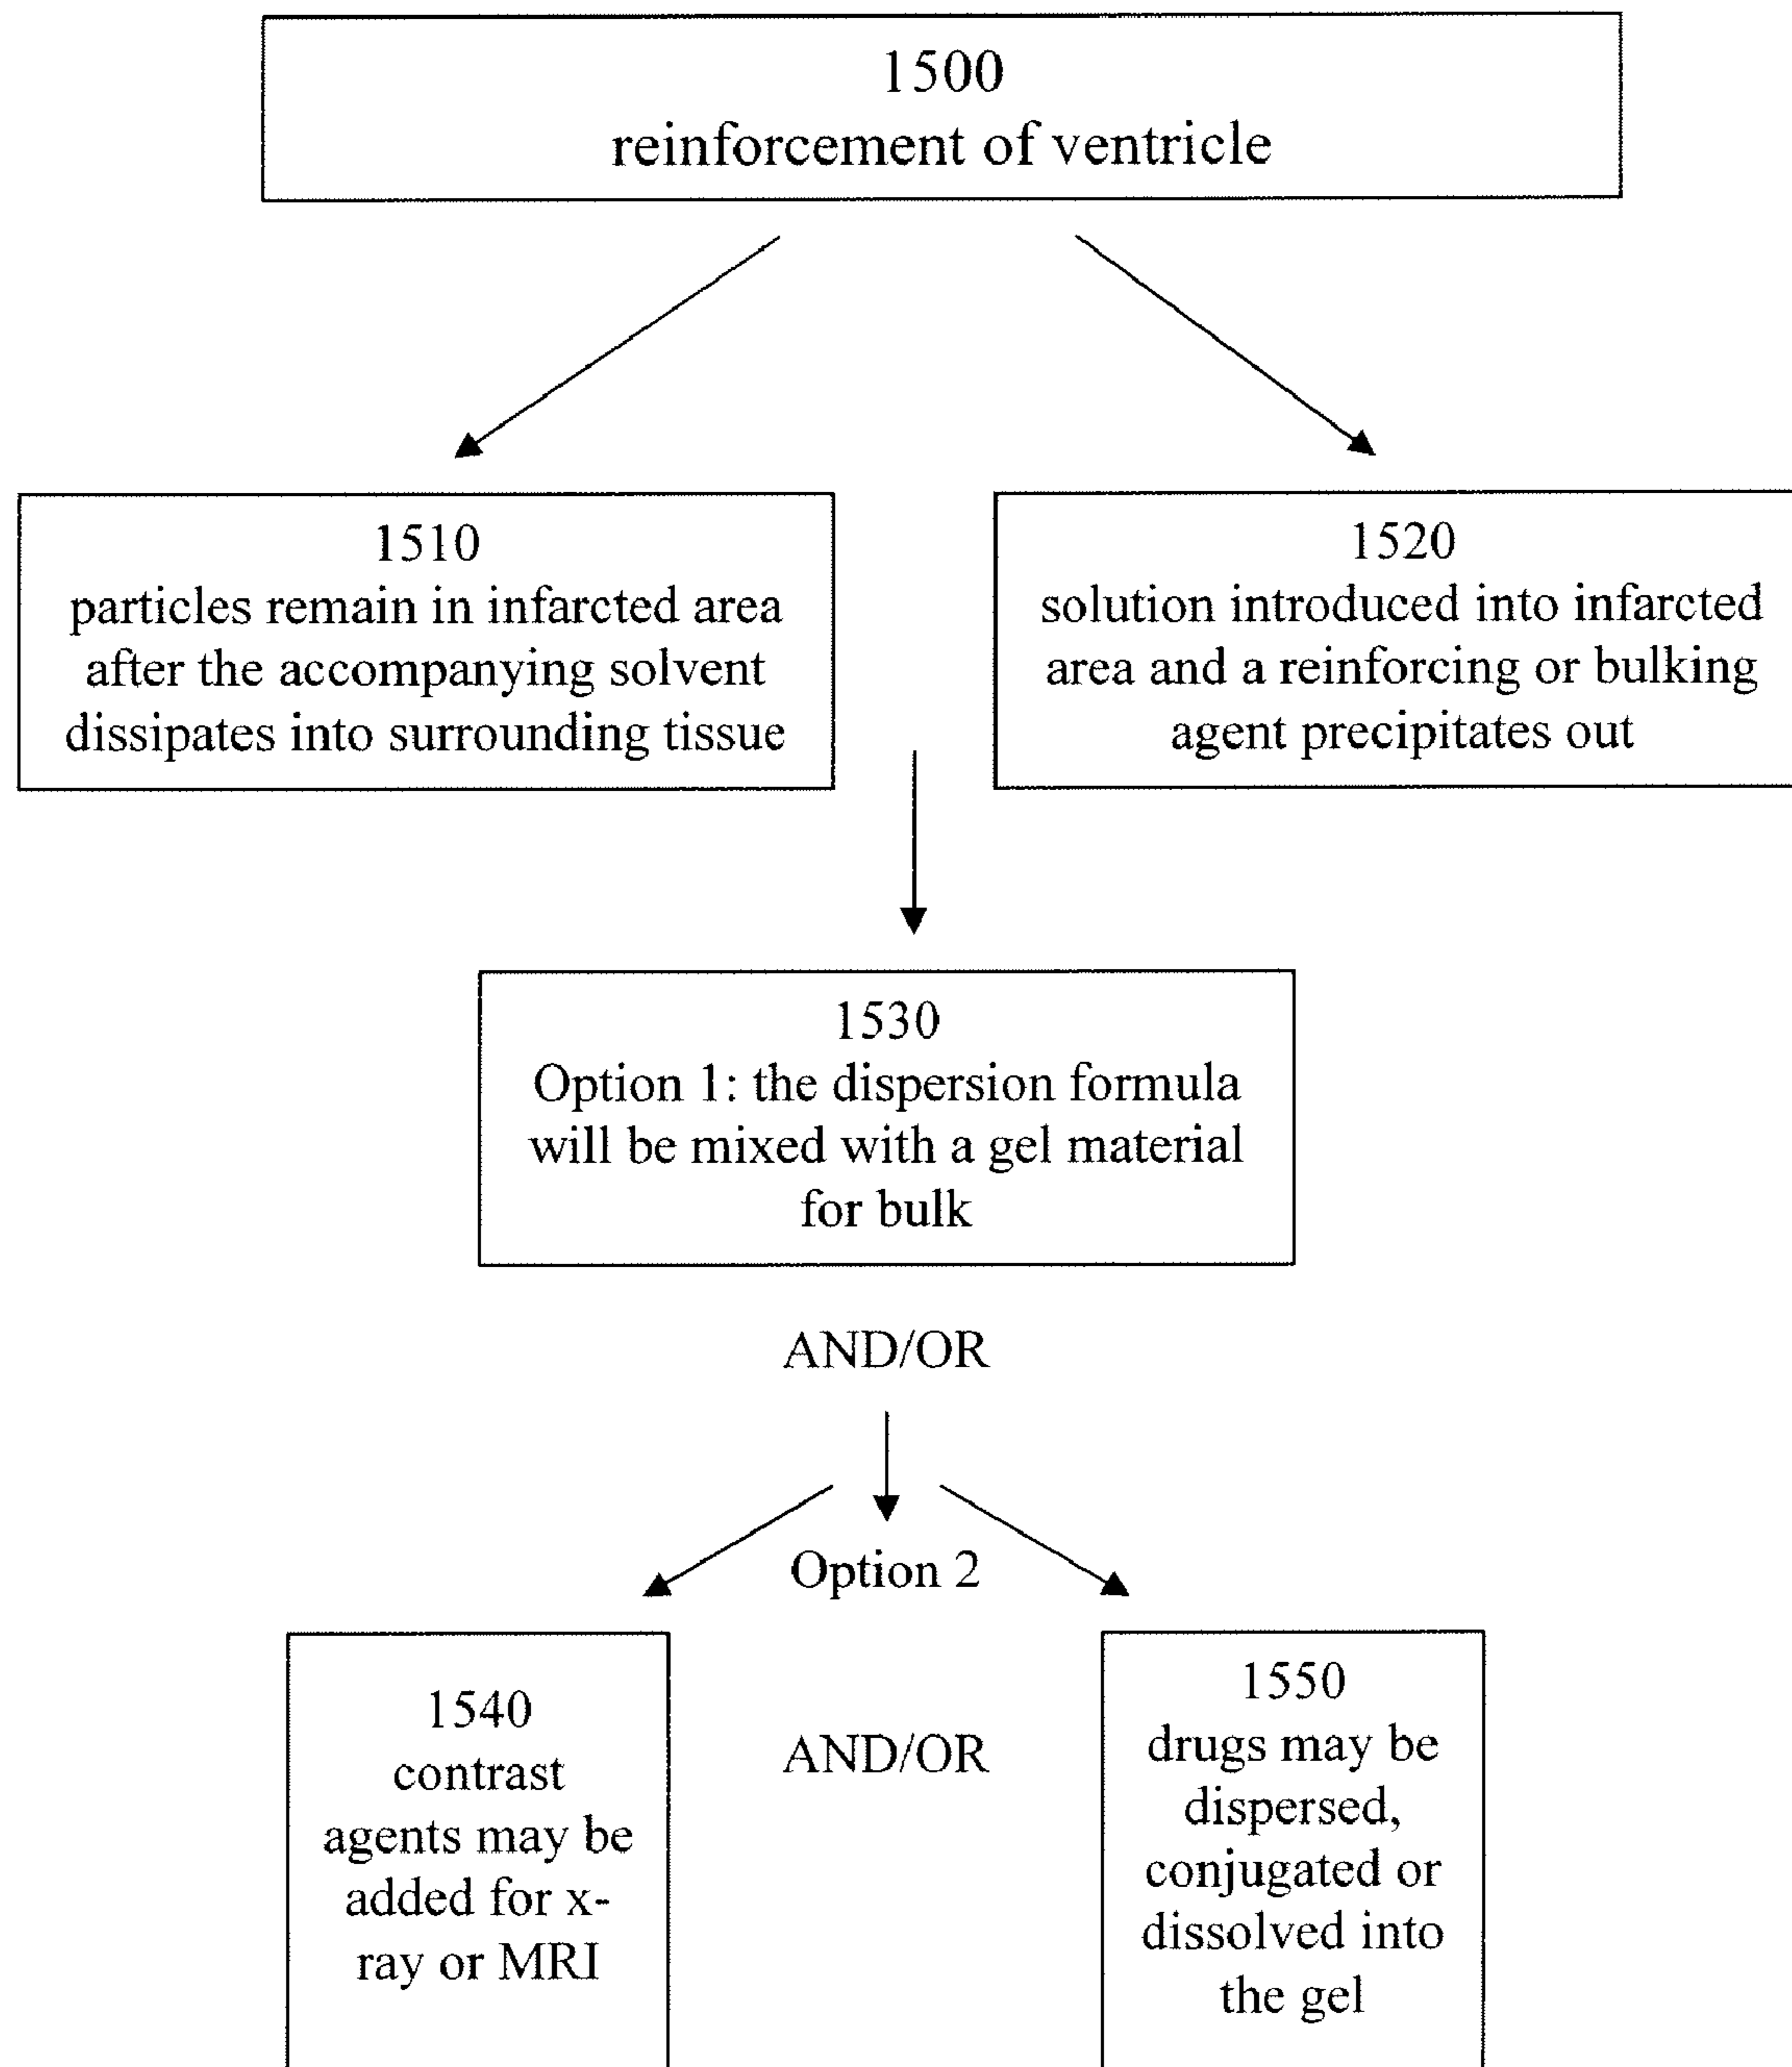 1500
reinforcement of ventricle
1510
particles remain in infarcted area
after the accompanying solvent
dissipates into surrounding tissue
1520
solution introduced into infarcted
area and a reinforcing or bulking
agent precipitates out
1530
Option 1: the dispersion formula
will be mixed with a gel material
for bulk
AND/OR
Option 2
1540
contrast
agents may be
added for x-
ray or MRI
AND/OR
1550
drugs may be
dispersed,
conjugated or
dissolved into
the gel